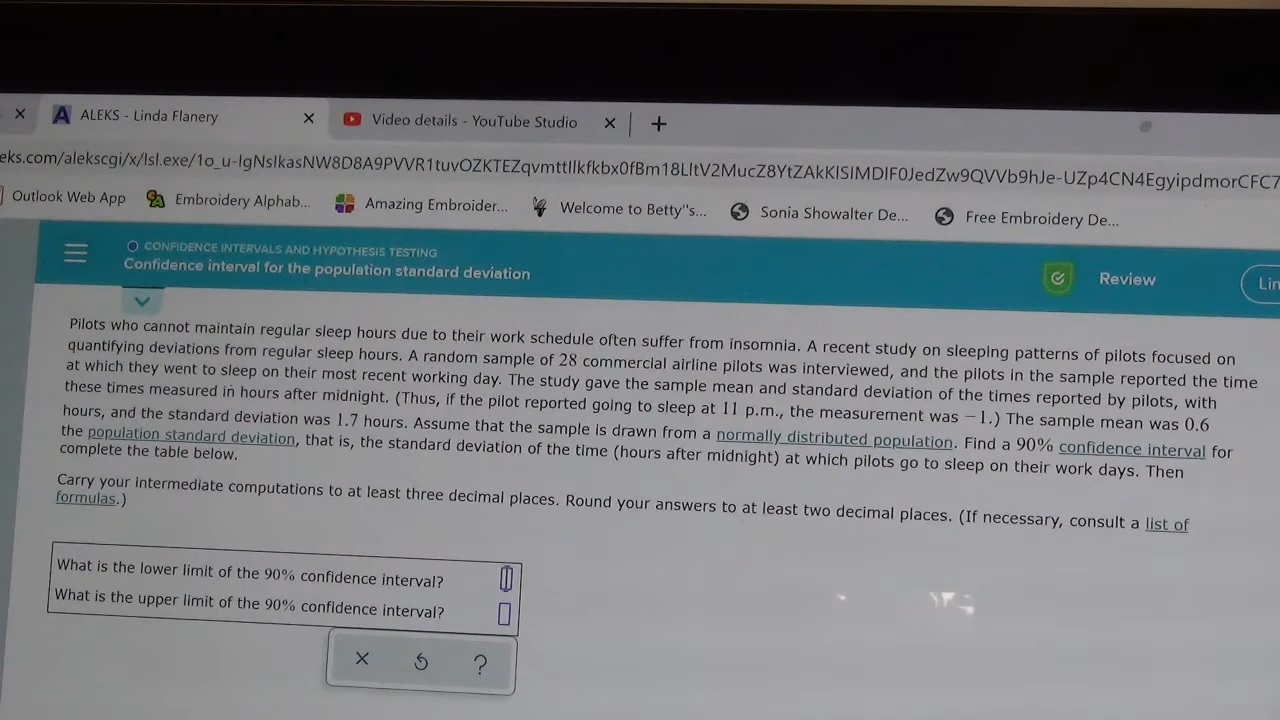 ALEKS - Linda Flanery
Video details - YouTube Studio
Outlook Web App
Embroidery Alphab...
Amazing Embroider...
Welcome to Betty"s...
Sonia Showalter De...
Free Embroidery De...
CONFIDENCE INTERVALS AND HYPOTHESIS TESTING
Confidence interval for the population standard deviation
Review
Lin
Pilots who cannot maintain regular sleep hours due to their work schedule often suffer from insomnia. A recent study on sleeping patterns of pilots focused on
quantifying deviations from regular sleep hours. A random sample of 28 commercial airline pilots was interviewed, and the pilots in the sample reported the time
at which they went to sleep on their most recent working day. The study gave the sample mean and standard deviation of the times reported by pilots, with
these times measured in hours after midnight. (Thus, if the pilot reported going to sleep at 11 p.m., the measurement was −1.) The sample mean was 0.6
hours, and the standard deviation was 1.7 hours. Assume that the sample is drawn from a normally distributed population. Find a 90% confidence interval for
the population standard deviation, that is, the standard deviation of the time (hours after midnight) at which pilots go to sleep on their work days. Then
complete the table below.
Carry your intermediate computations to at least three decimal places. Round your answers to at least two decimal places. (If necessary, consult a list of
formulas.)
What is the lower limit of the 90% confidence interval?
What is the upper limit of the 90% confidence interval?
?